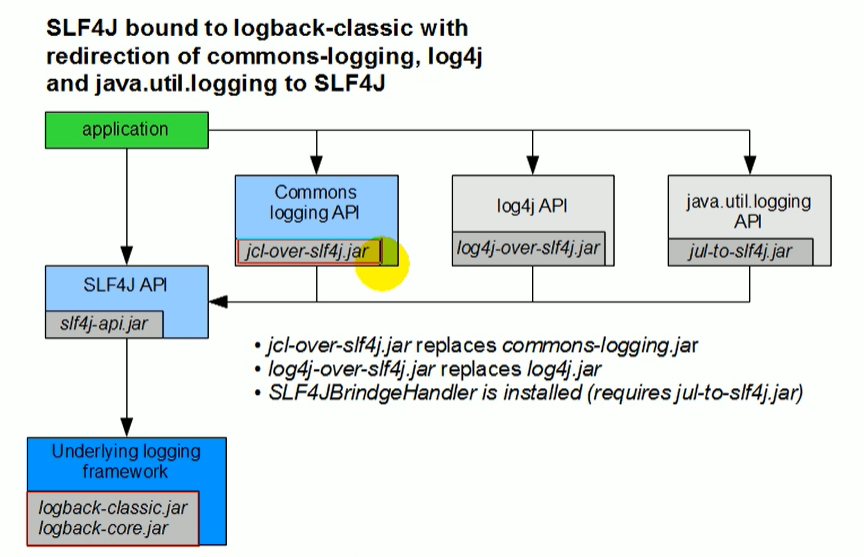 SLF4J bound to logback-classic with
redirection of commons-logging, log4j
and java.util.logging to SLF4J
application
Commons
logging API
jcl-over-slf4j.jar
log4j API
log4j-over-slf4j.jar
java.util.logging
API
jul-to-slf4j.jar
SLF4J API
slf4j-api.jar
• jcl-over-slf4j.jar replaces commons-logging.jar
• log4j-over-slf4j.jar replaces log4j.jar
• SLF4JBrindgeHandler is installed (requires jul-to-slf4j.jar)
Underlying logging
framework
logback-classic.jar
logback-core.jar